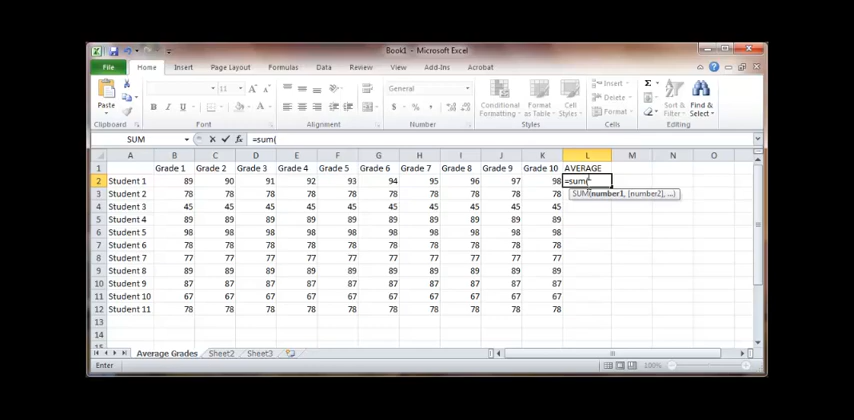 Book1 - Microsoft Excel
File Home Insert Page Layout Formulas Data Review View Add-Ins Acrobat
Paste
B I U
11
A A
General
$ % ,
Conditional Formatting
Format as Table
Cell Styles
Insert
Delete
Format
Σ
Sort & Filter
Find & Select
Clipboard Font Alignment Number Styles Cells Editing
SUM fx =sum(
A B C D E F G H I J K L M N O
1 Grade 1 Grade 2 Grade 3 Grade 4 Grade 5 Grade 6 Grade 7 Grade 8 Grade 9 Grade 10 AVERAGE
2 Student 1 89 90 91 92 93 94 95 96 97 98 =sum(
SUM(number1, [number2], ...)
3 Student 2 78 78 78 78 78 78 78 78 78 78
4 Student 3 45 45 45 45 45 45 45 45 45 45
5 Student 4 89 89 89 89 89 89 89 89 89 89
6 Student 5 98 98 98 98 98 98 98 98 98 98
7 Student 6 78 78 78 78 78 78 78 78 78 78
8 Student 7 77 77 77 77 77 77 77 77 77 77
9 Student 8 89 89 89 89 89 89 89 89 89 89
10 Student 9 87 87 87 87 87 87 87 87 87 87
11 Student 10 67 67 67 67 67 67 67 67 67 67
12 Student 11 78 78 78 78 78 78 78 78 78 78
13
14
15
Average Grades Sheet2 Sheet3
Enter 100%